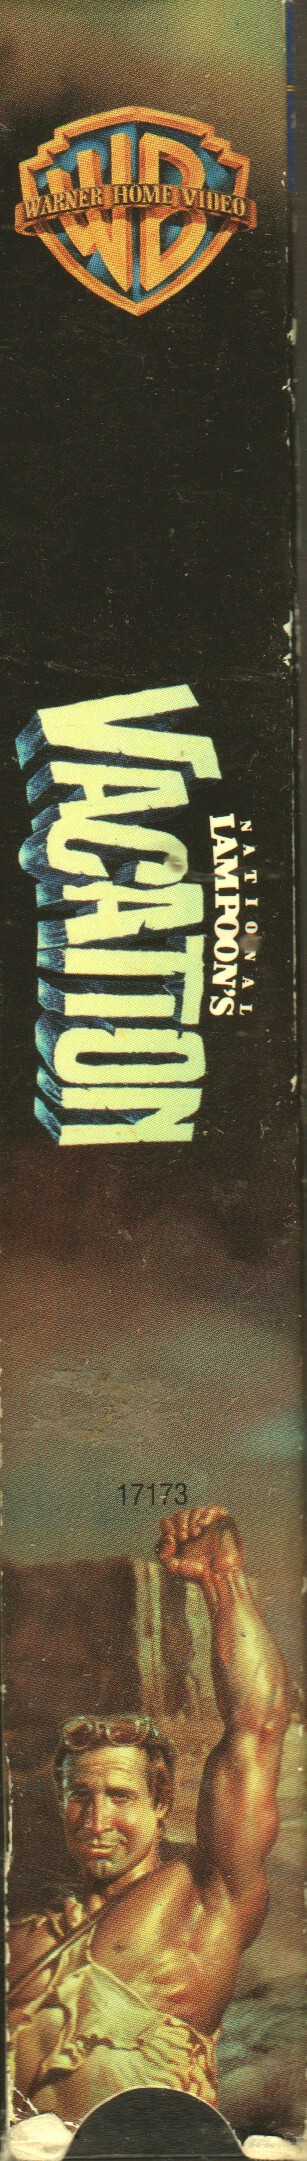 WARNER HOME VIDEO
WB
NATIONAL
LAMPOON'S
VACATION
17173